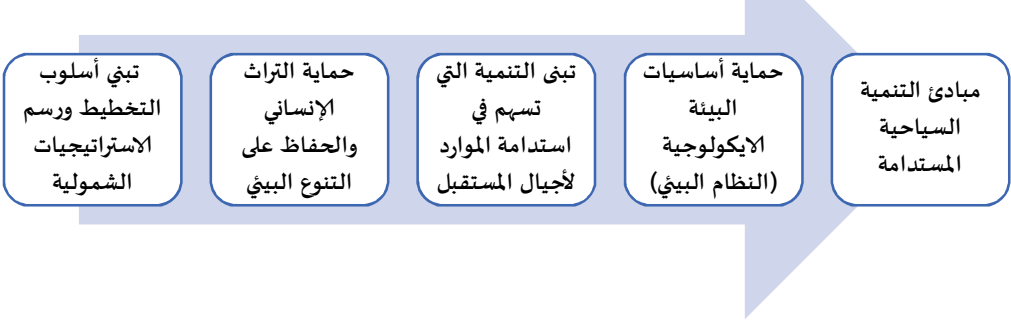 مبادئ التنمية
السياحية
المستدامة
حماية أساسيات
البيئة
الايكولوجية
(النظام البيئي)
تبنى التنمية التي
تسهم في
استدامة الموارد
لأجيال المستقبل
حماية التراث
الإنساني
والحفاظ على
التنوع البيئي
تبني أسلوب
التخطيط ورسم
الاستراتيجيات
الشمولية